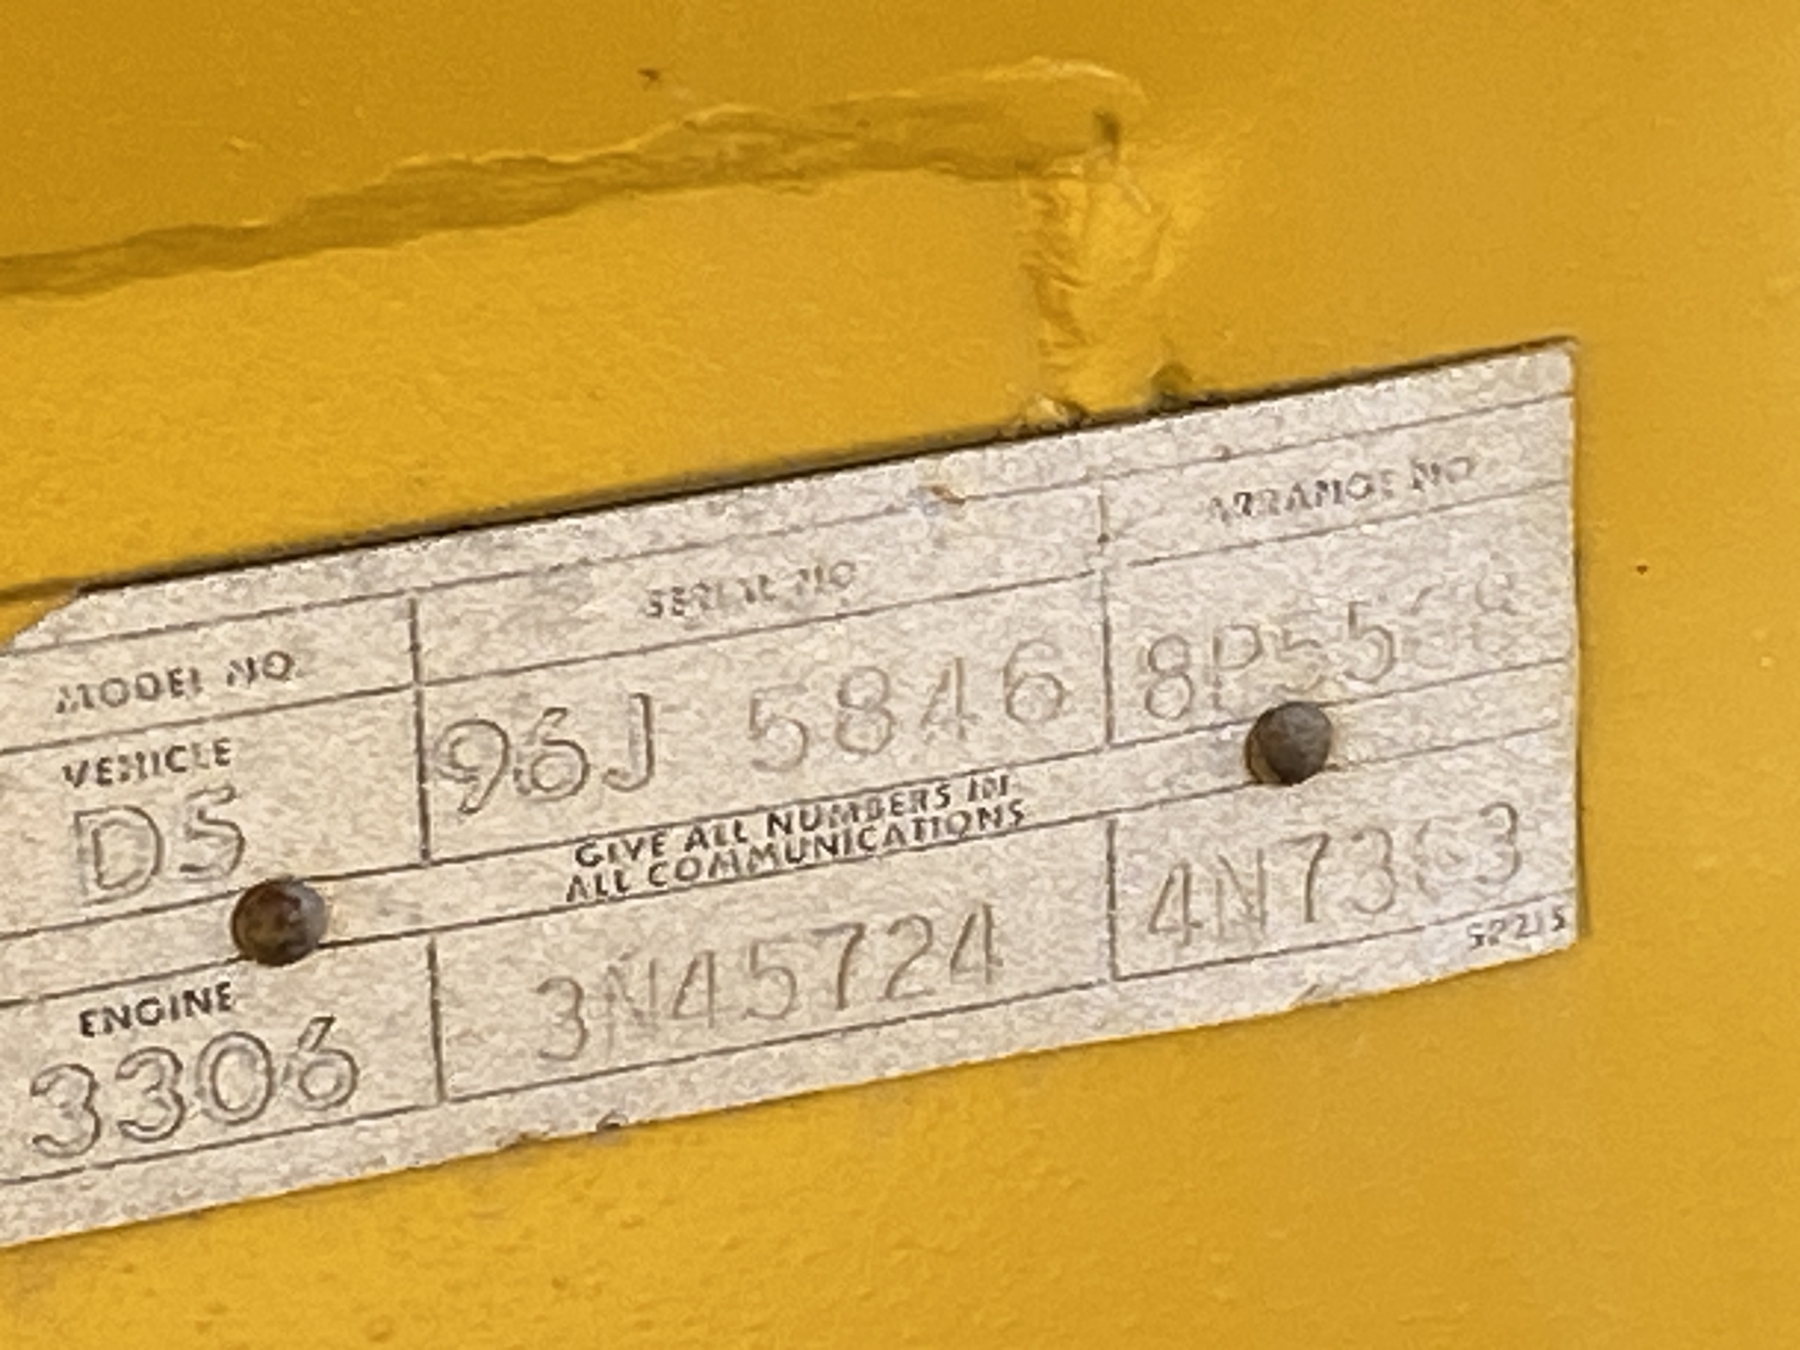 MODEL NO. SERIAL NO. ARRANGE NO.
VEHICLE
D5 96J 5846
GIVE ALL NUMBERS IN
ALL COMMUNICATIONS
ENGINE
3306 3N45724
SP215